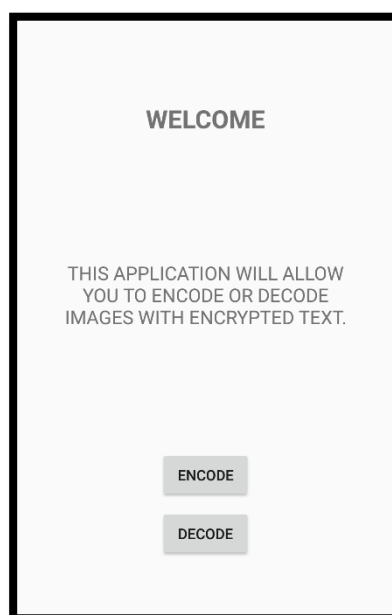 WELCOME
THIS APPLICATION WILL ALLOW
YOU TO ENCODE OR DECODE
IMAGES WITH ENCRYPTED TEXT.
ENCODE
DECODE